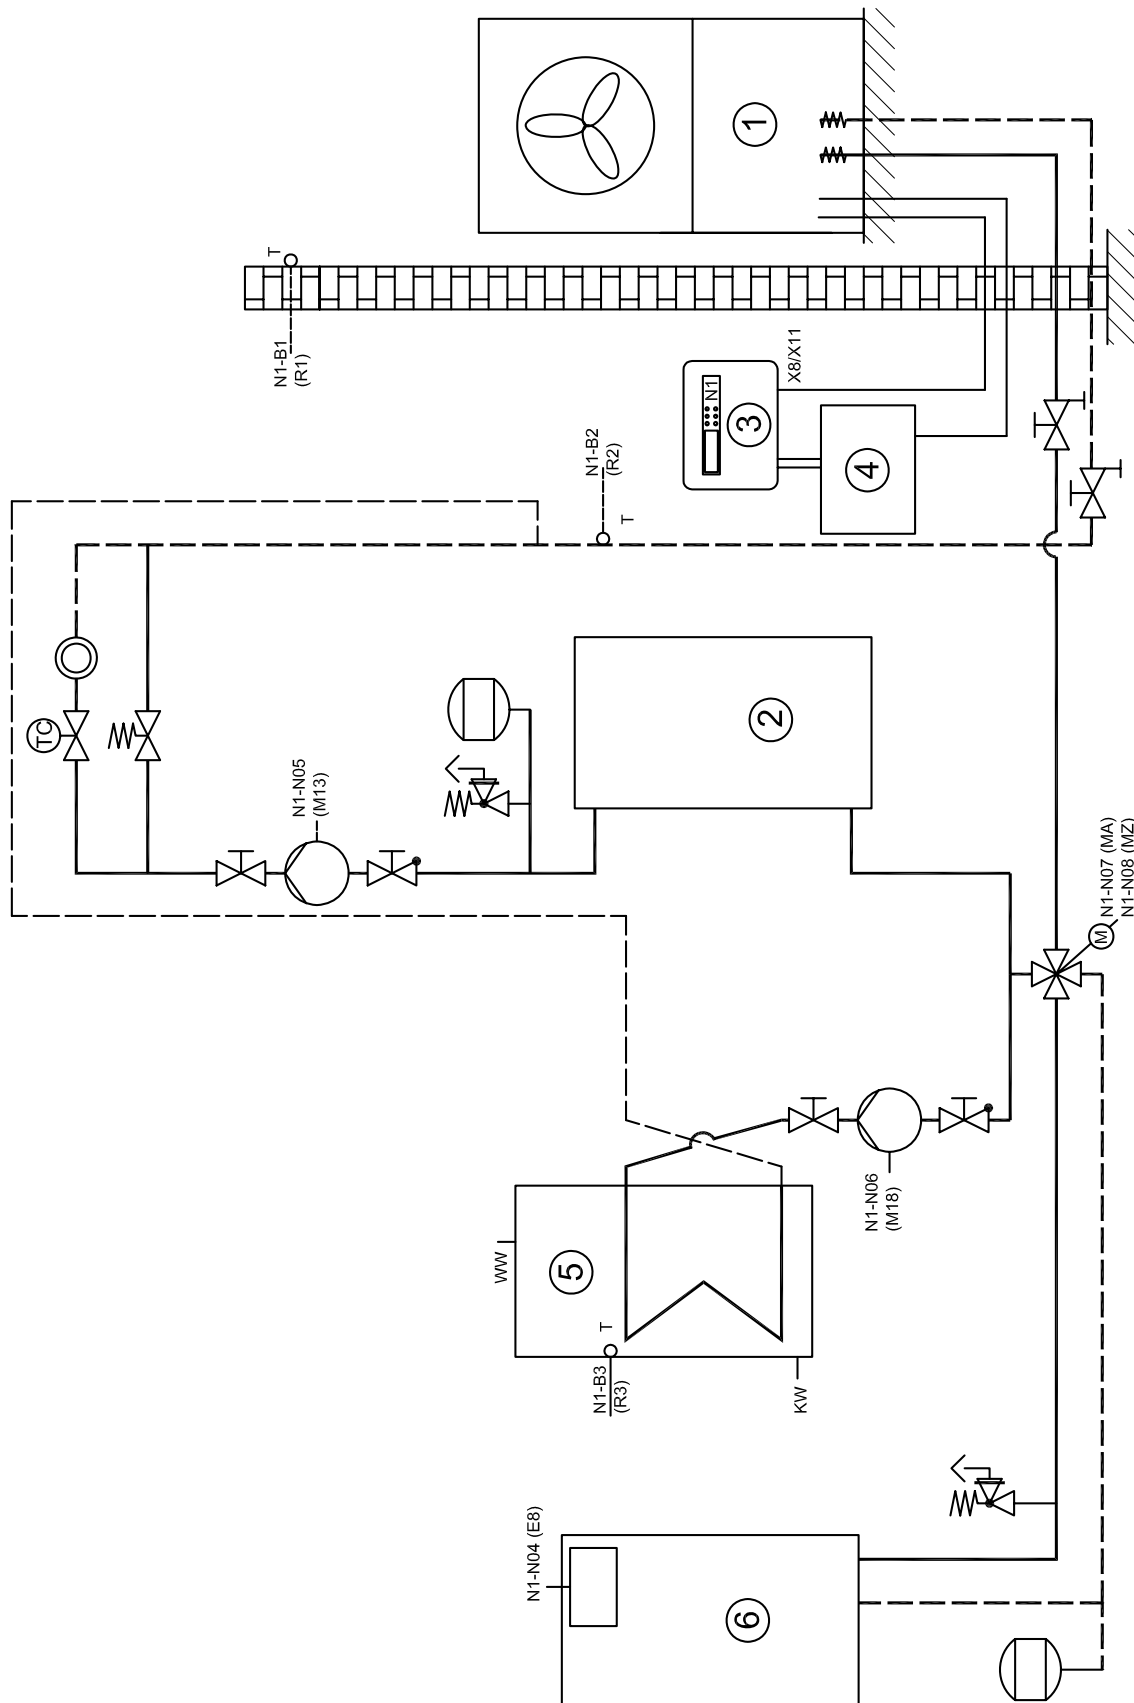 1
T
N1-B1
(R1)
X8/X11
N1
3
4
N1-B2
(R2)
T
TC
N1-N05
(M13)
2
M
N1-N07 (MA)
N1-N08 (MZ)
N1-N06
(M18)
WW
5
T
N1-B3
(R3)
KW
N1-N04 (E8)
6